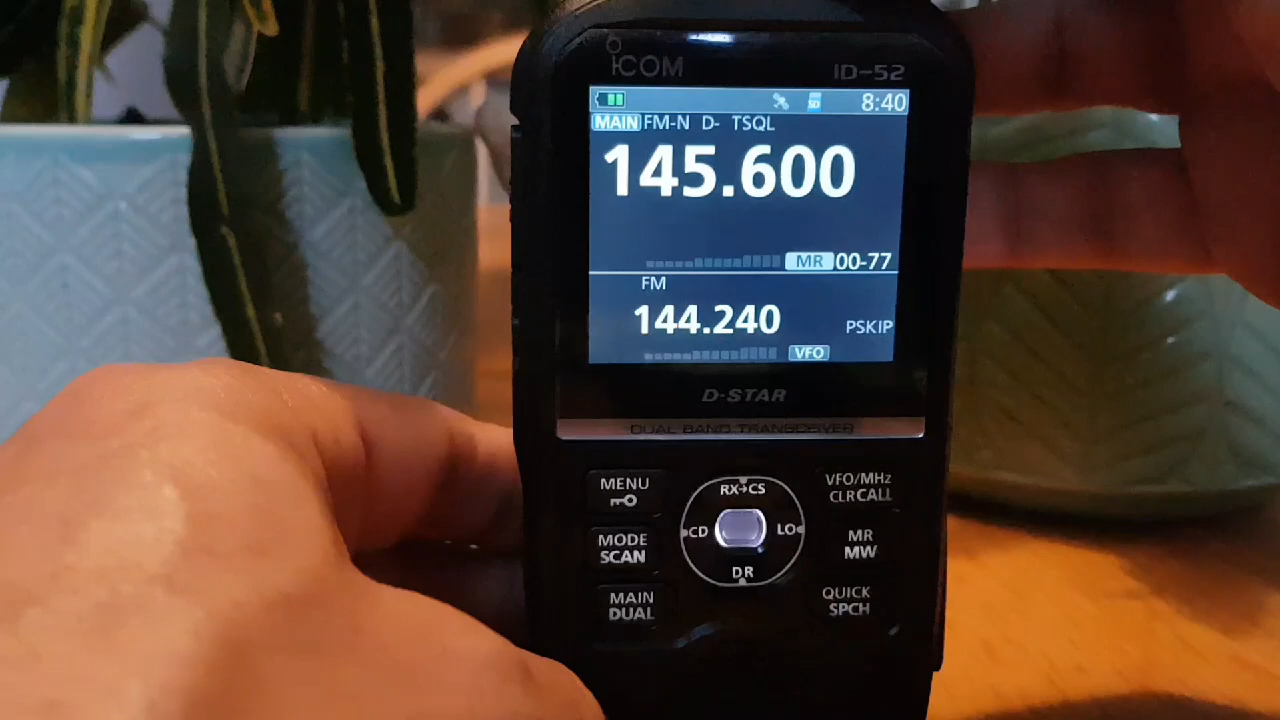 ICOM ID-52
SD 8:40
MAIN FM-N D- TSQL
145.600
MR 00-77
FM
144.240 PSKIP
VFO
D-STAR
DUAL BAND TRANSCEIVER
MENU
RX→CS
VFO/MHz
CLR CALL
CD
LO
MODE
SCAN
MR
MW
DR
MAIN
DUAL
QUICK
SPCH